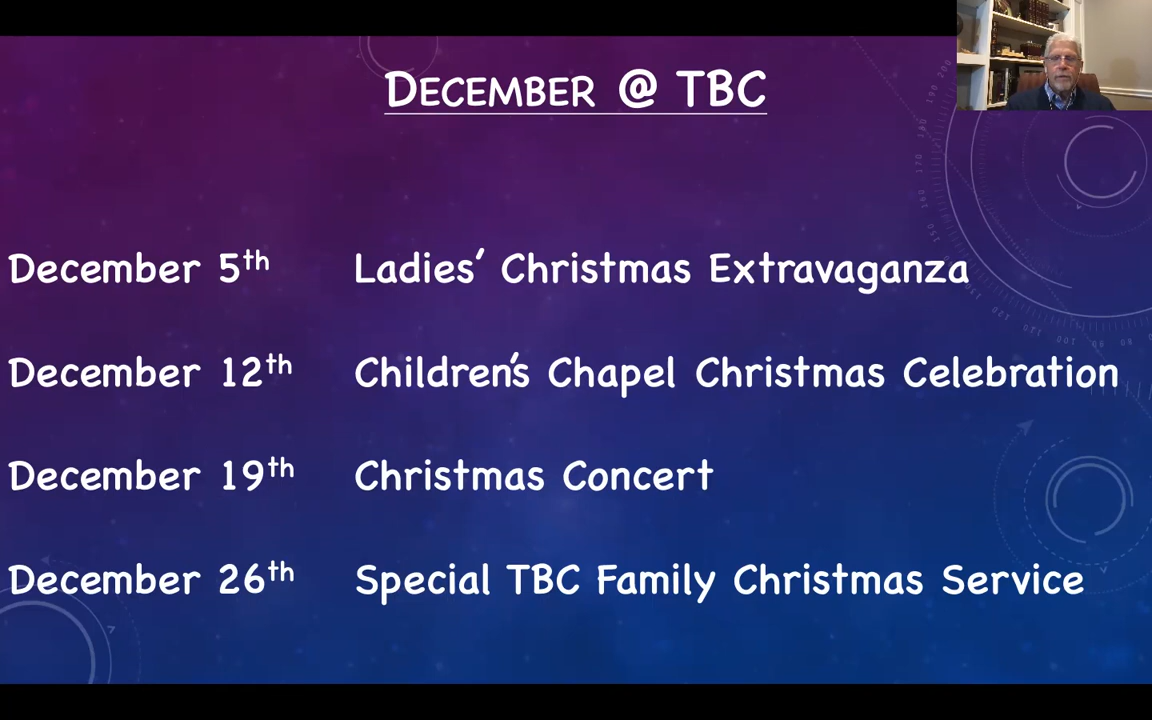 DECEMBER @ TBC
December 5th Ladies' Christmas Extravaganza
December 12th Children's Chapel Christmas Celebration
December 19th Christmas Concert
December 26th Special TBC Family Christmas Service